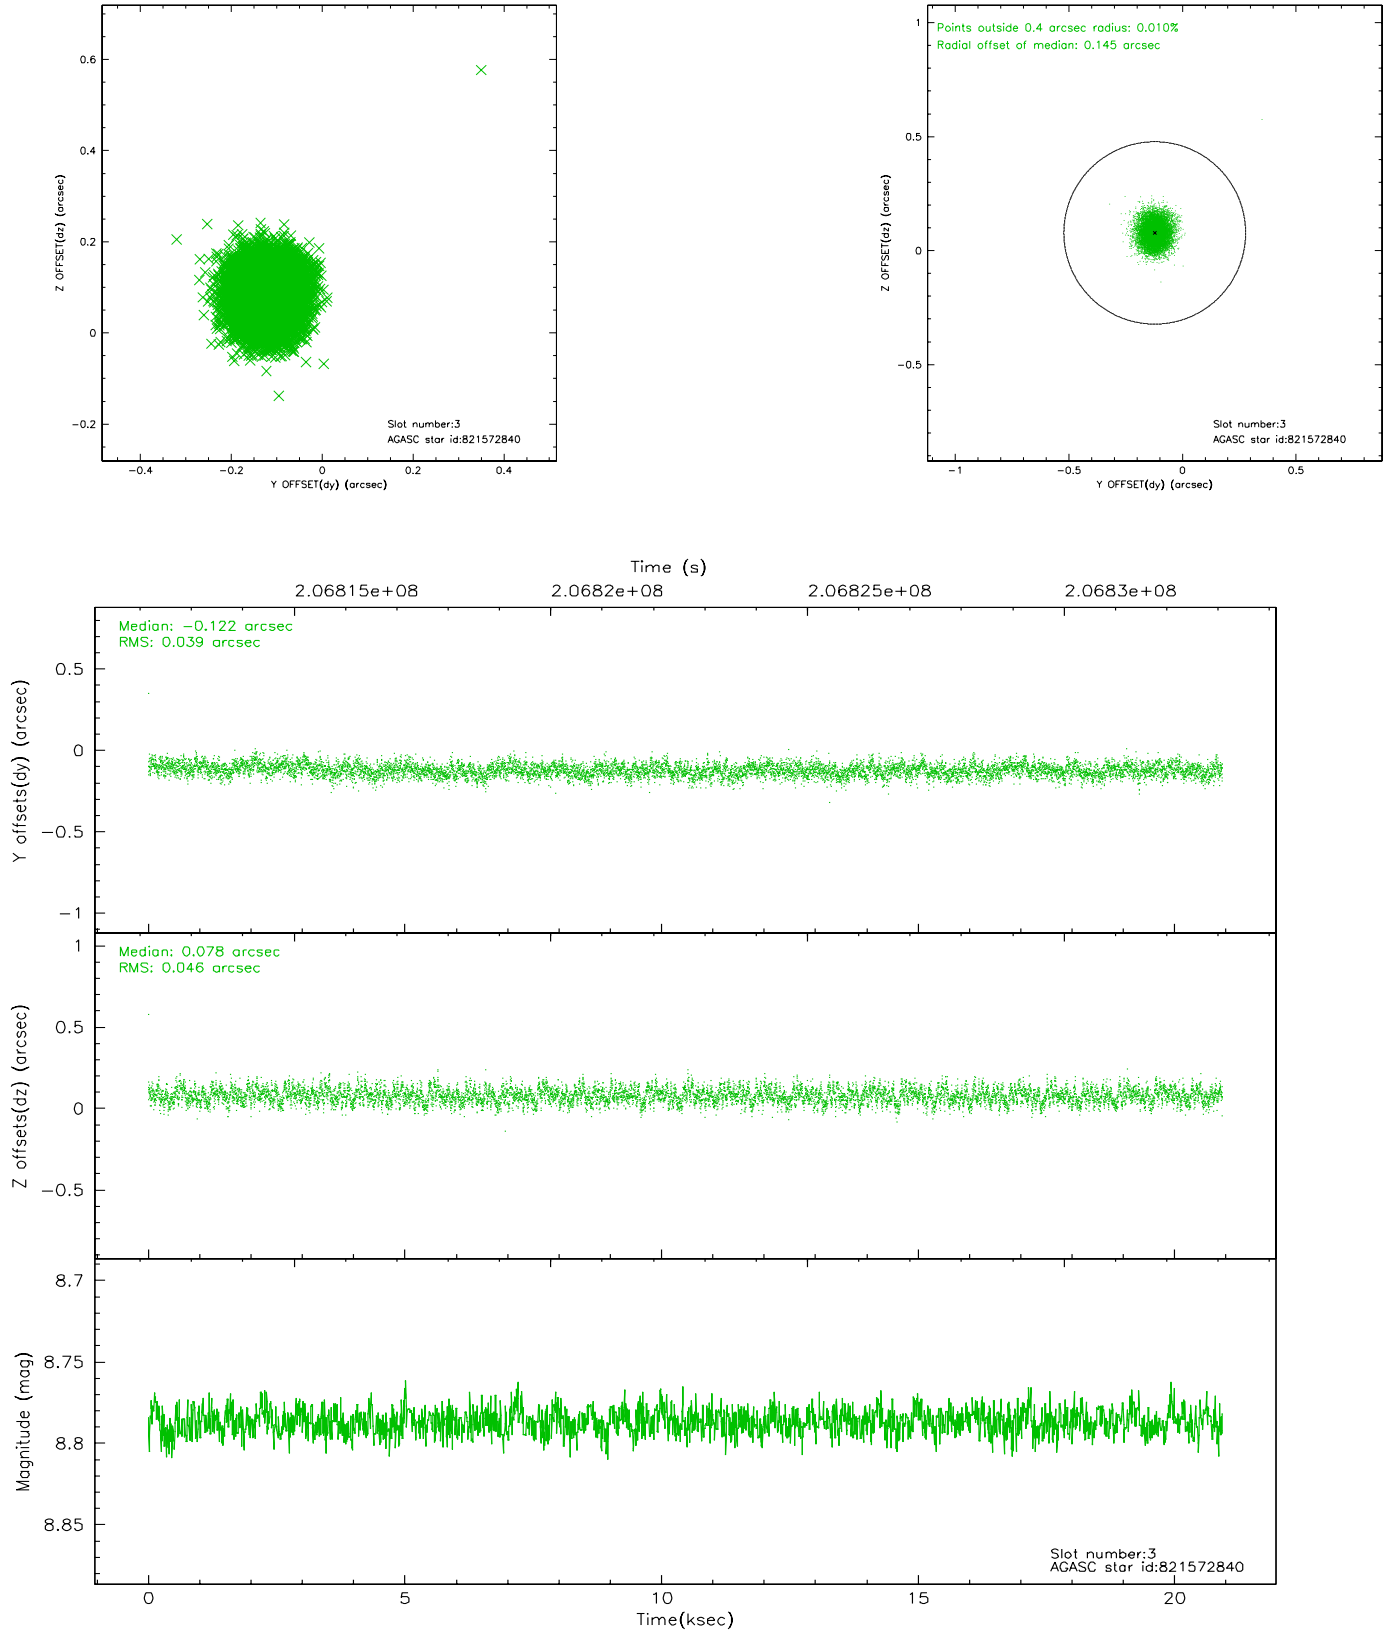 0.6
0.4
0.2
0
−0.2
Z OFFSET(dz) (arcsec)
Slot number:3
AGASC star id:821572840
−0.4 −0.2 0 0.2 0.4
Y OFFSET(dy) (arcsec)
Points outside 0.4 arcsec radius: 0.010%
Radial offset of median: 0.145 arcsec
1
0.5
0
−0.5
Z OFFSET(dz) (arcsec)
Slot number:3
AGASC star id:821572840
−1 −0.5 0 0.5
Y OFFSET(dy) (arcsec)
Time (s)
2.06815e+08 2.0682e+08 2.06825e+08 2.0683e+08
Median: −0.122 arcsec
RMS: 0.039 arcsec
0.5
0
−0.5
−1
Y offsets(dy) (arcsec)
Median: 0.078 arcsec
RMS: 0.046 arcsec
1
0.5
0
−0.5
Z offsets(dz) (arcsec)
8.7
8.75
8.8
8.85
Magnitude (mag)
Slot number:3
AGASC star id:821572840
0 5 10 15 20
Time(ksec)